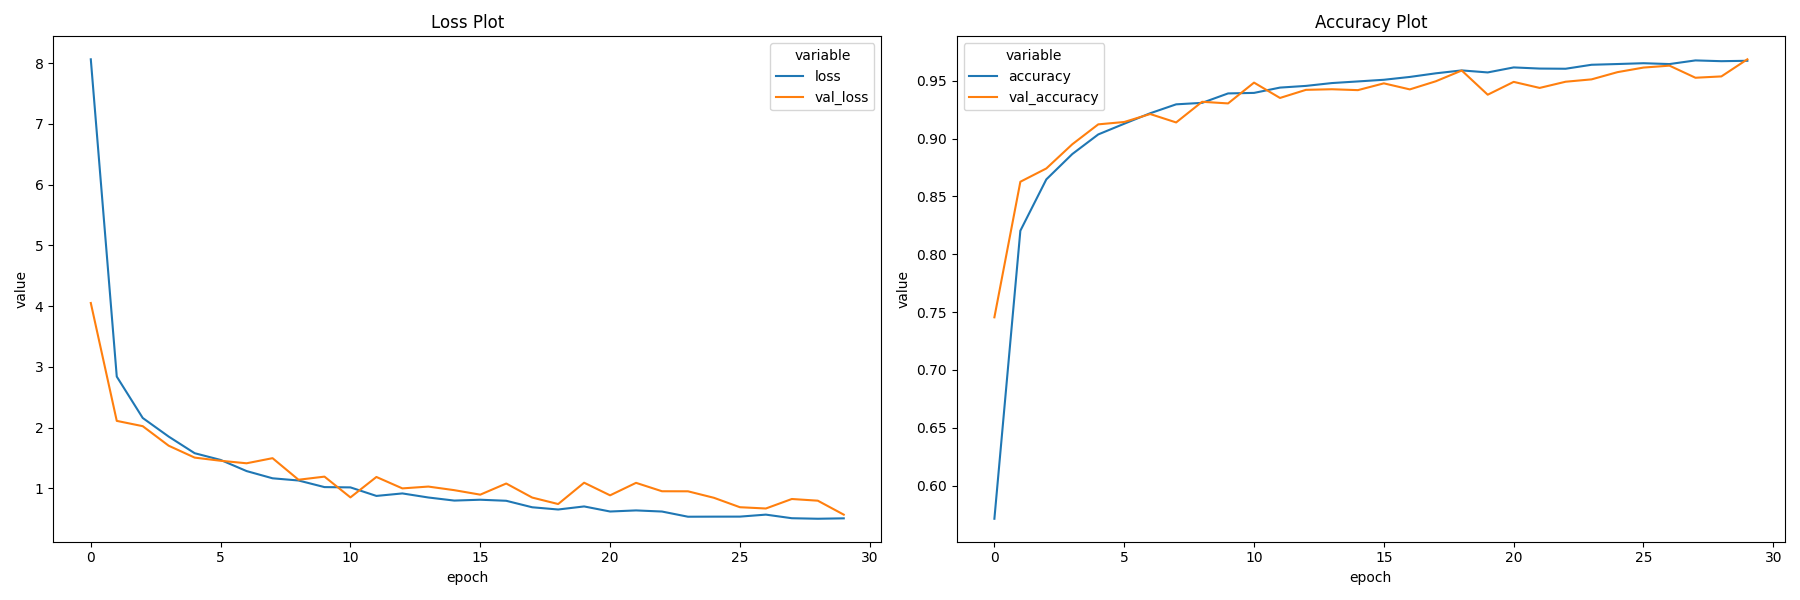 Loss Plot
variable
loss
val_loss
value
8
7
6
5
4
3
2
1
0 5 10 15 20 25 30
epoch
Accuracy Plot
variable
accuracy
val_accuracy
value
0.95
0.90
0.85
0.80
0.75
0.70
0.65
0.60
0 5 10 15 20 25 30
epoch